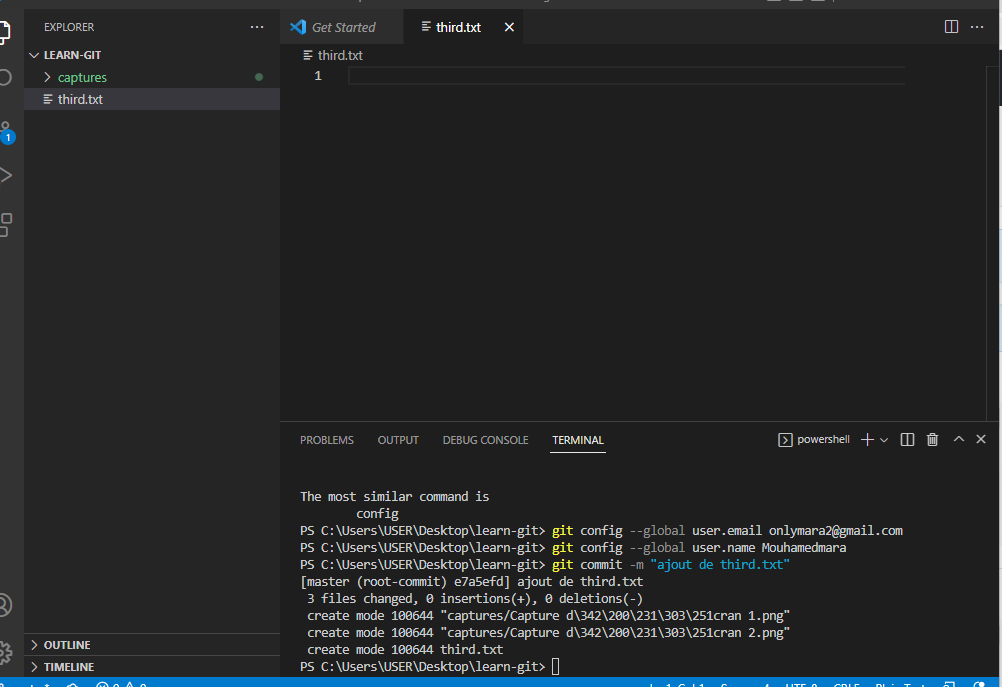 EXPLORER
LEARN-GIT
captures
third.txt
1
OUTLINE
TIMELINE
Get Started
third.txt
third.txt
1
PROBLEMS OUTPUT DEBUG CONSOLE TERMINAL
powershell
The most similar command is
config
PS C:\Users\USER\Desktop\learn-git> git config --global user.email onlymara2@gmail.com
PS C:\Users\USER\Desktop\learn-git> git config --global user.name Mouhamedmara
PS C:\Users\USER\Desktop\learn-git> git commit -m "ajout de third.txt"
[master (root-commit) e7a5efd] ajout de third.txt
3 files changed, 0 insertions(+), 0 deletions(-)
create mode 100644 "captures/Capture d\342\200\231\303\251cran 1.png"
create mode 100644 "captures/Capture d\342\200\231\303\251cran 2.png"
create mode 100644 third.txt
PS C:\Users\USER\Desktop\learn-git>